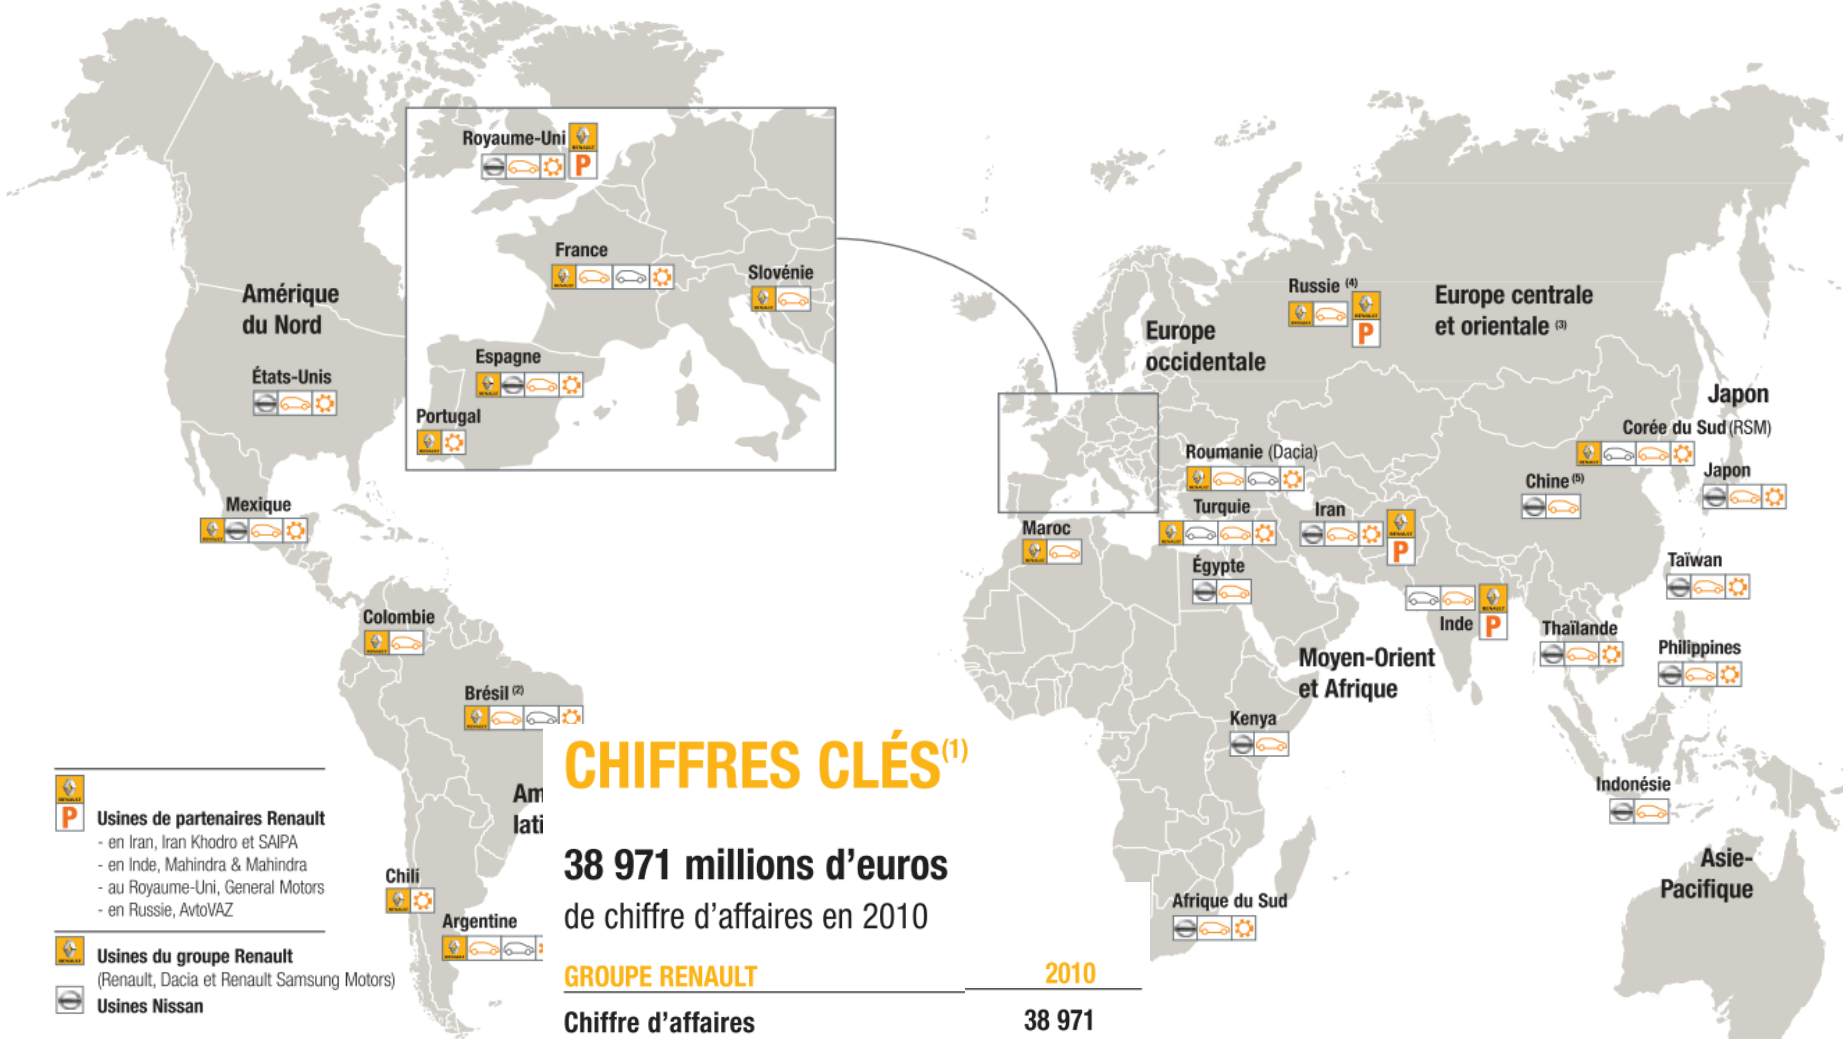 Royaume-Uni
P
France
Slovénie
Espagne
Portugal
Amérique
du Nord
États-Unis
Mexique
Colombie
Brésil (2)
Am
lati
Chili
Argentine
Russie (4)
P
Europe centrale
et orientale (3)
Europe
occidentale
Japon
Corée du Sud (RSM)
Japon
Chine (5)
Roumanie (Dacia)
Turquie
Iran
P
Maroc
Égypte
Taïwan
Inde
P
Thaïlande
Philippines
Moyen-Orient
et Afrique
Kenya
Indonésie
Asie-
Pacifique
Afrique du Sud
P
Usines de partenaires Renault
- en Iran, Iran Khodro et SAIPA
- en Inde, Mahindra & Mahindra
- au Royaume-Uni, General Motors
- en Russie, AvtoVAZ
Usines du groupe Renault
(Renault, Dacia et Renault Samsung Motors)
Usines Nissan
CHIFFRES CLÉS(1)
38 971 millions d'euros
de chiffre d'affaires en 2010
GROUPE RENAULT 2010
Chiffre d'affaires 38 971